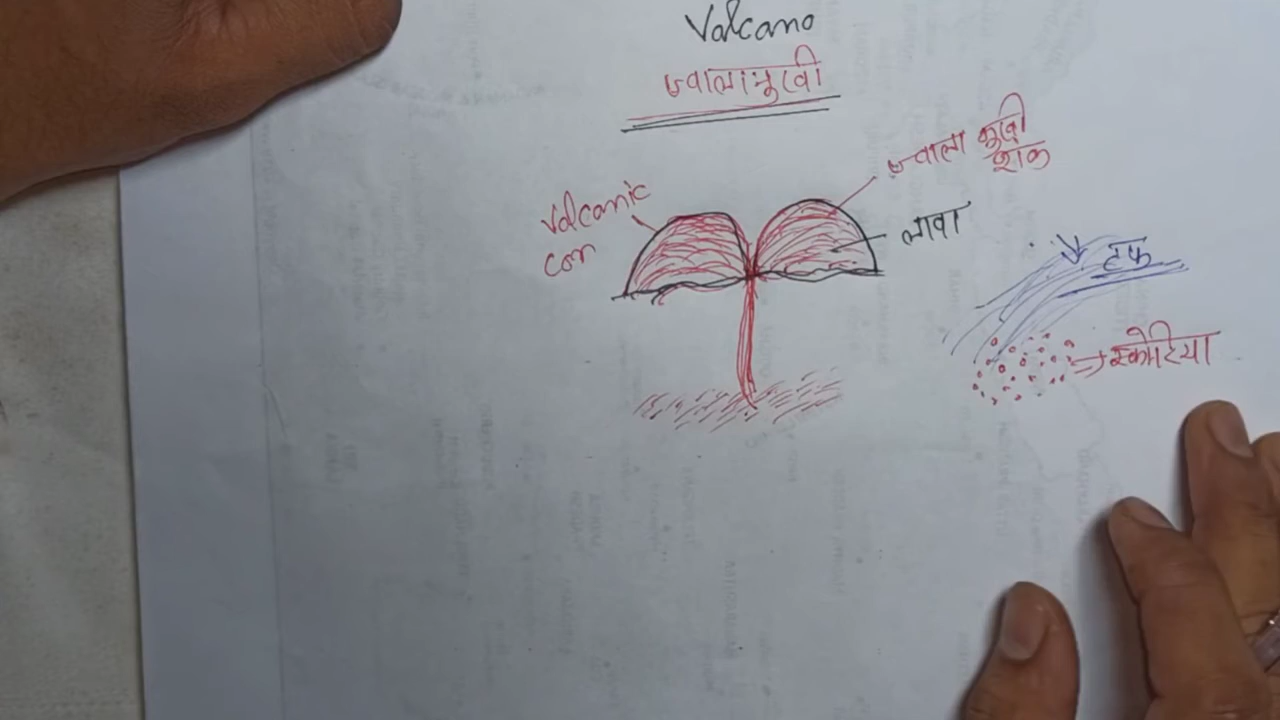 Volcano
ज्वालामुखी
ज्वाला मुखी
शंकु
Volcanic
con
लावा
टफ
स्कोरिया